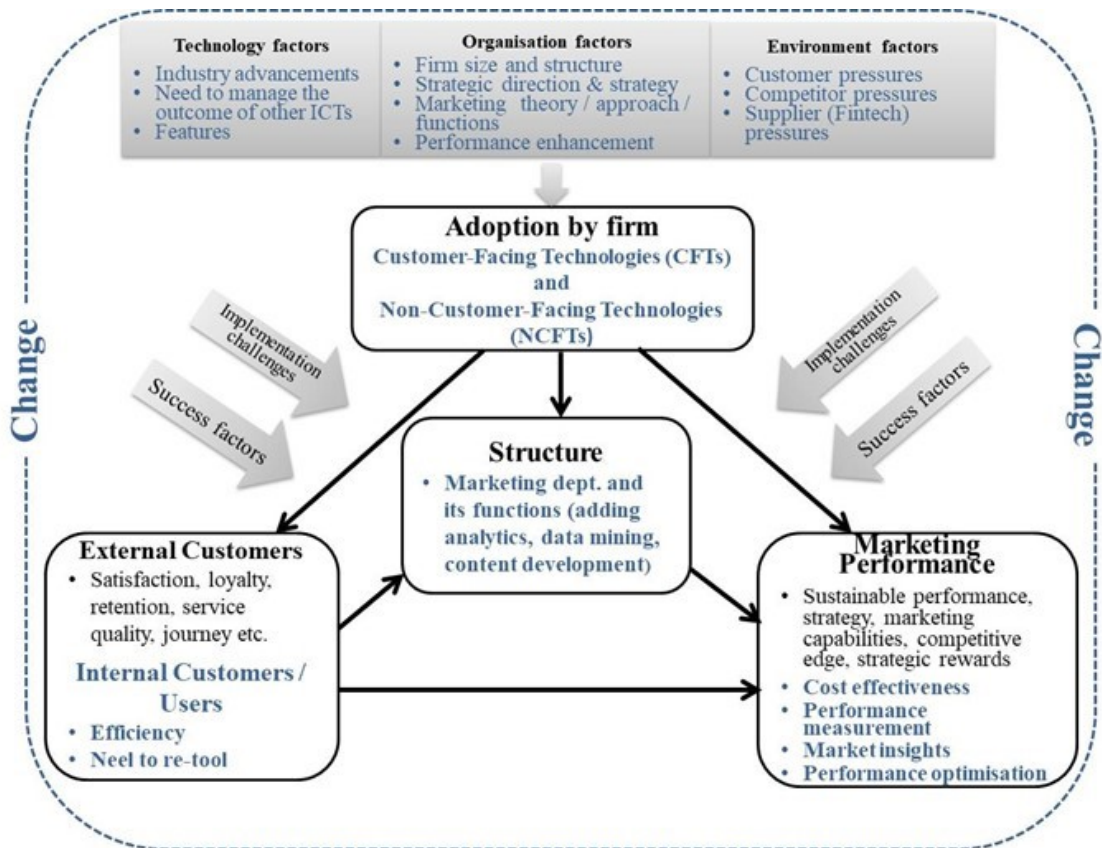 Technology factors
• Industry advancements
• Need to manage the
outcome of other ICTs
• Features
Organisation factors
• Firm size and structure
• Strategic direction & strategy
• Marketing theory / approach /
functions
• Performance enhancement
Environment factors
• Customer pressures
• Competitor pressures
• Supplier (Fintech)
pressures
Adoption by firm
Customer-Facing Technologies (CFTs)
and
Non-Customer-Facing Technologies
(NCFTs)
Change
Implementation
challenges
Success factors
Implementation
challenges
Success factors
Change
Structure
• Marketing dept. and
its functions (adding
analytics, data mining,
content development)
External Customers
• Satisfaction, loyalty,
retention, service
quality, journey etc.
Internal Customers /
Users
• Efficiency
• Neel to re-tool
Marketing
Performance
• Sustainable performance,
strategy, marketing
capabilities, competitive
edge, strategic rewards
• Cost effectiveness
• Performance
measurement
• Market insights
• Performance optimisation